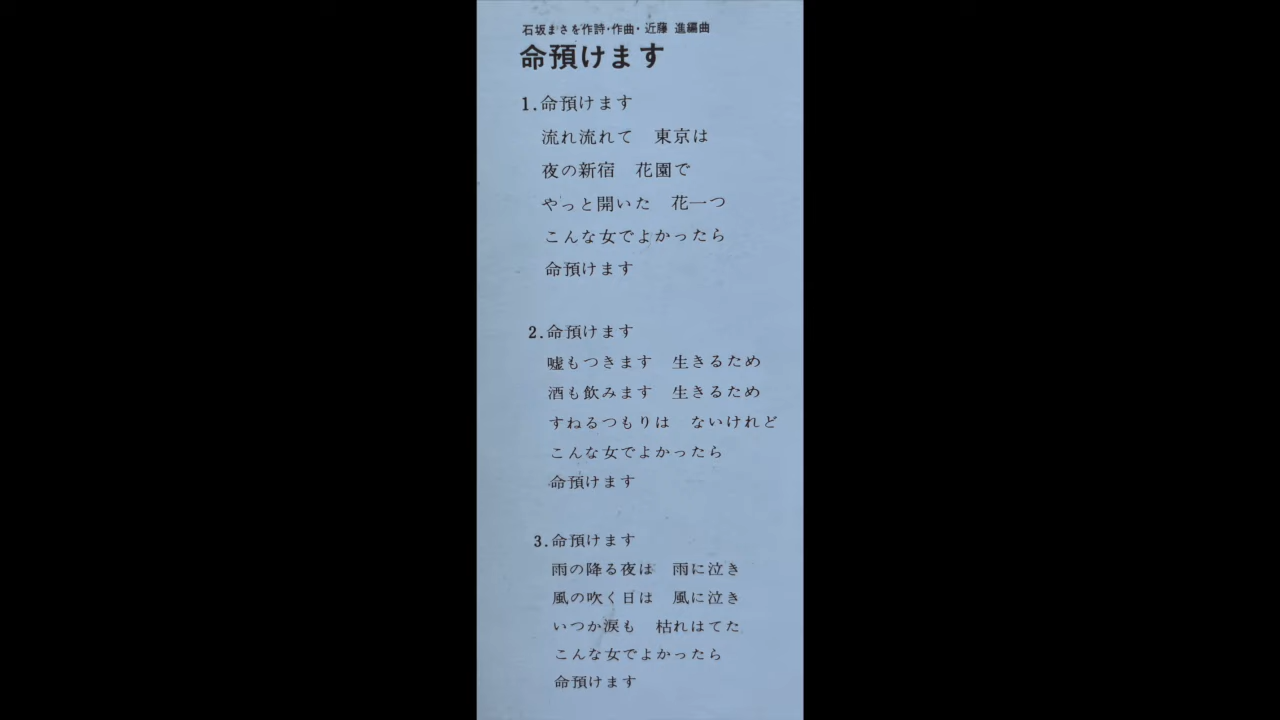 石坂まさを作詩・作曲・近藤 進編曲
命預けます
1.命預けます
流れ流れて 東京は
夜の新宿 花園で
やっと開いた 花一つ
こんな女でよかったら
命預けます
2.命預けます
嘘もつきます 生きるため
酒も飲みます 生きるため
すねるつもりは ないけれど
こんな女でよかったら
命預けます
3.命預けます
雨の降る夜は 雨に泣き
風の吹く日は 風に泣き
いつか涙も 枯れはてた
こんな女でよかったら
命預けます